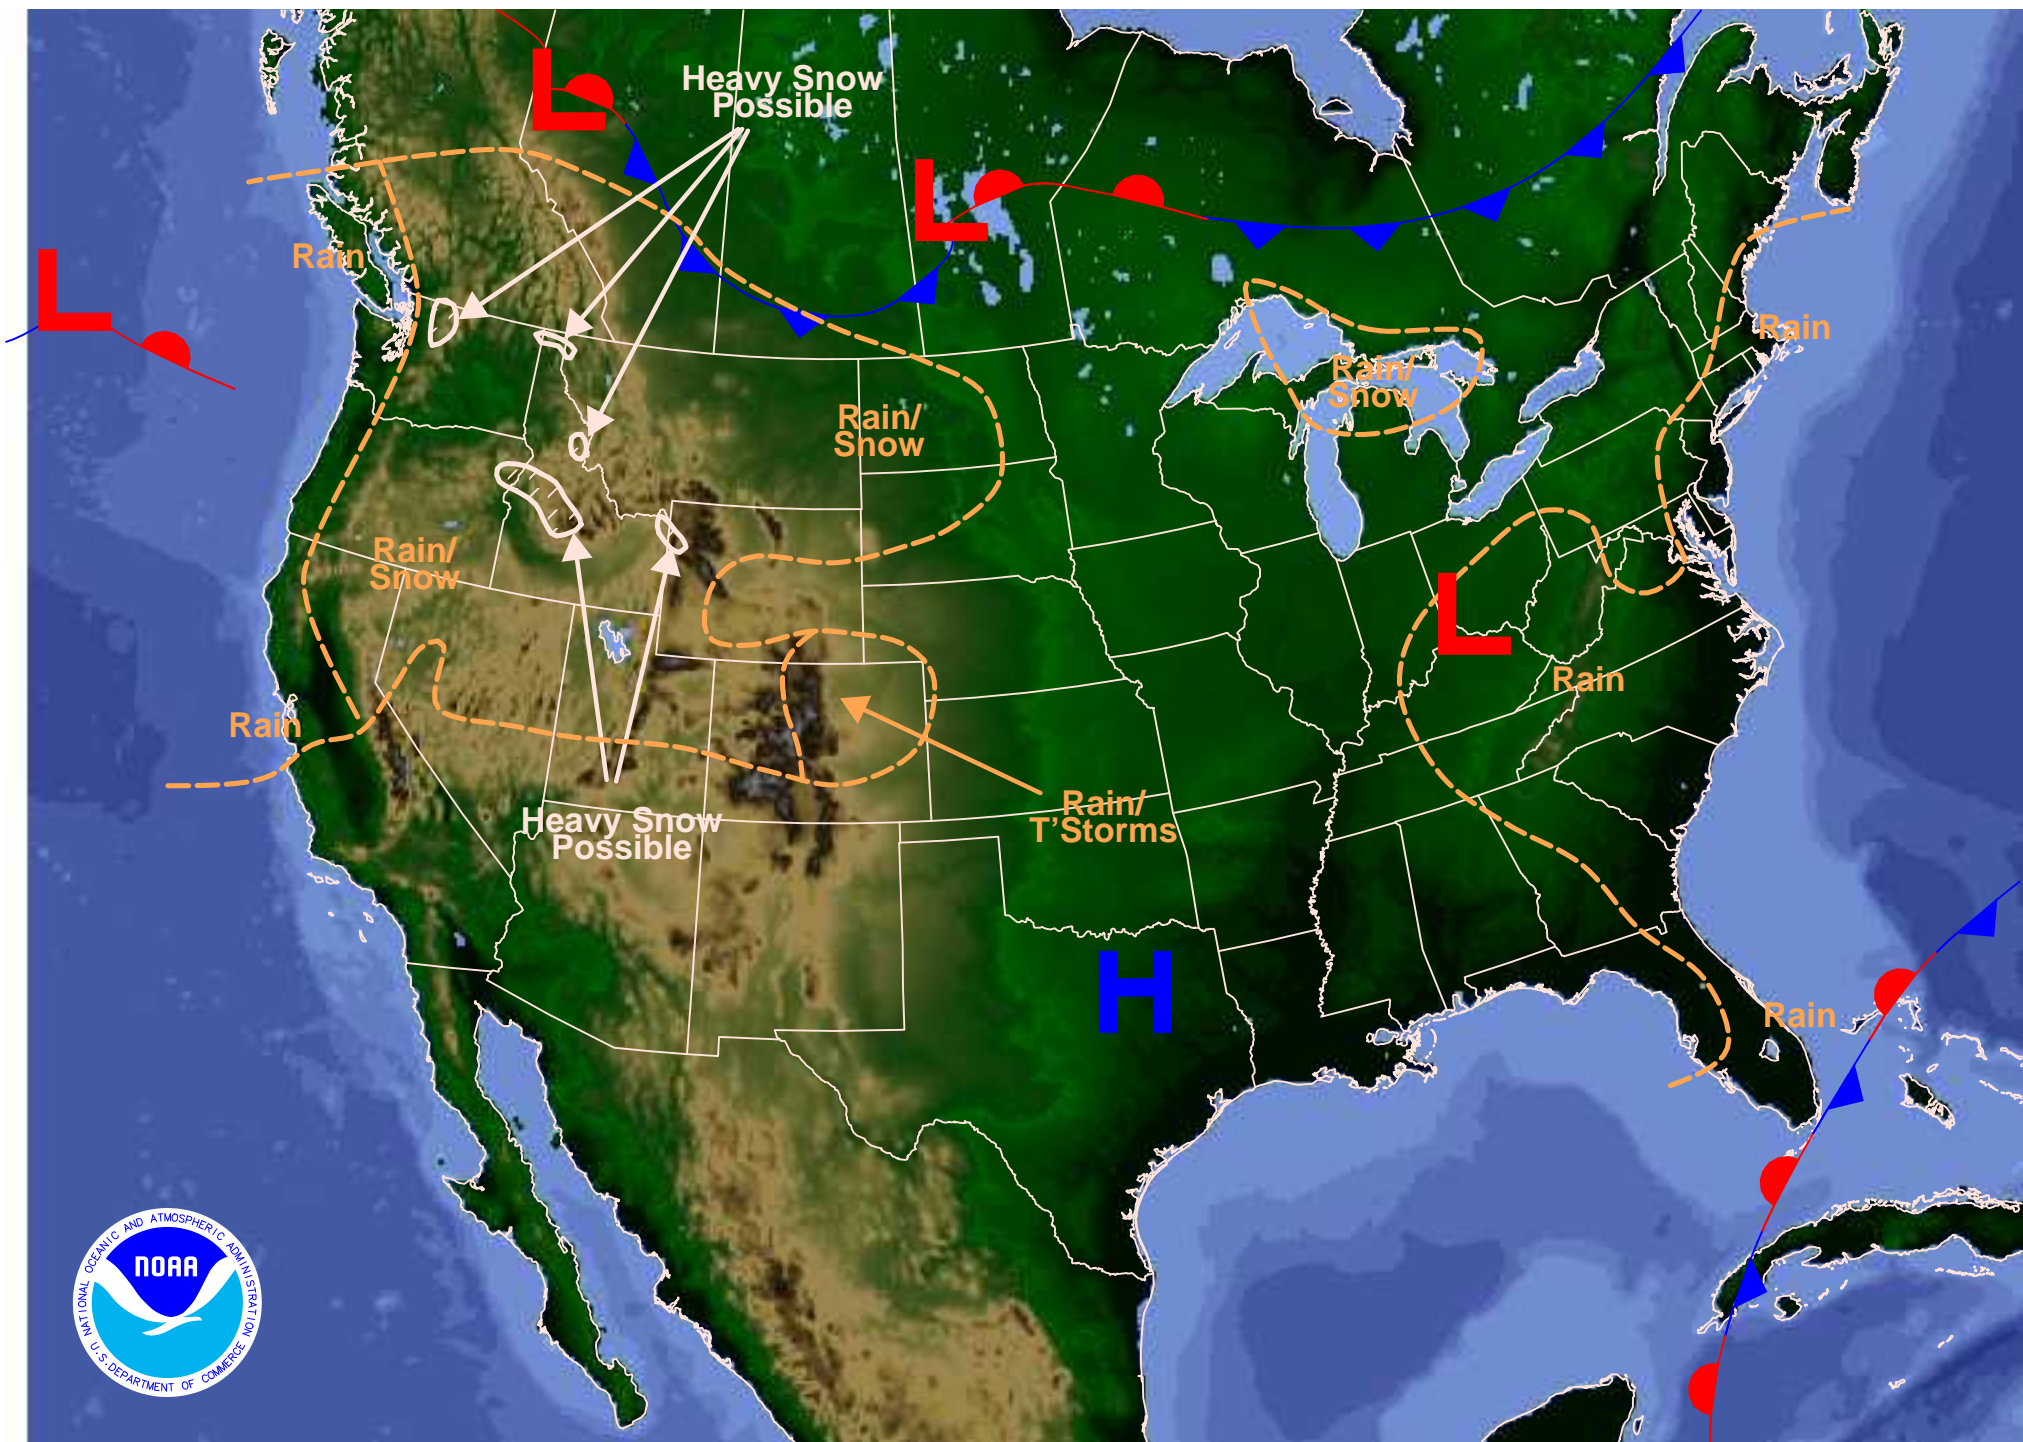 Heavy Snow
Possible
L
L
Rain
L
Rain
Rain/
Snow
Rain/
Snow
Rain/
Snow
L
Rain
Rain
Rain/
T'Storms
Heavy Snow
Possible
H
Rain
NATIONAL OCEANIC AND ATMOSPHERIC ADMINISTRATION
NOAA
U.S. DEPARTMENT OF COMMERCE